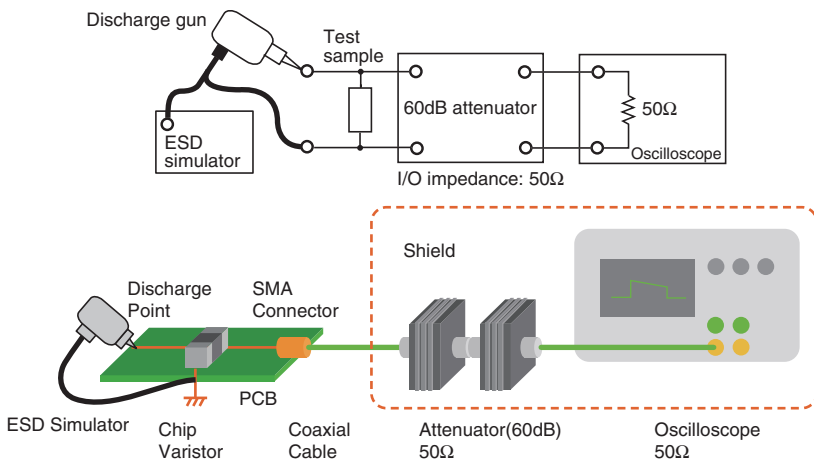 Discharge gun
Test
sample
ESD
simulator
60dB attenuator
50Ω
Oscilloscope
I/O impedance: 50Ω
Shield
Discharge
Point
SMA
Connector
PCB
ESD Simulator
Chip
Varistor
Coaxial
Cable
Attenuator(60dB)
50Ω
Oscilloscope
50Ω